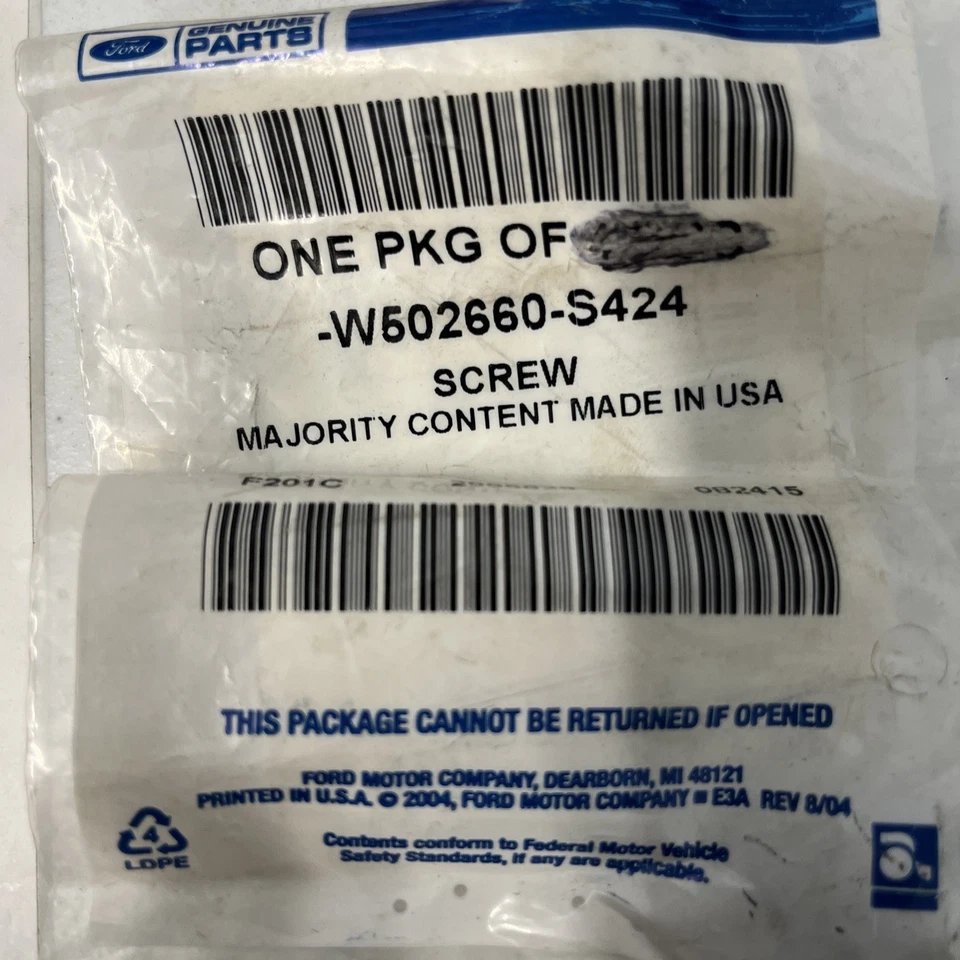 Ford GENUINE PARTS
ONE PKG OF
-W502660-S424
SCREW
MAJORITY CONTENT MADE IN USA
F201C 082415
THIS PACKAGE CANNOT BE RETURNED IF OPENED
FORD MOTOR COMPANY, DEARBORN, MI 48121
PRINTED IN U.S.A. © 2004, FORD MOTOR COMPANY ■ E3A REV 8/04
Contents conform to Federal Motor Vehicle
Safety Standards, if any are applicable.
4
LDPE